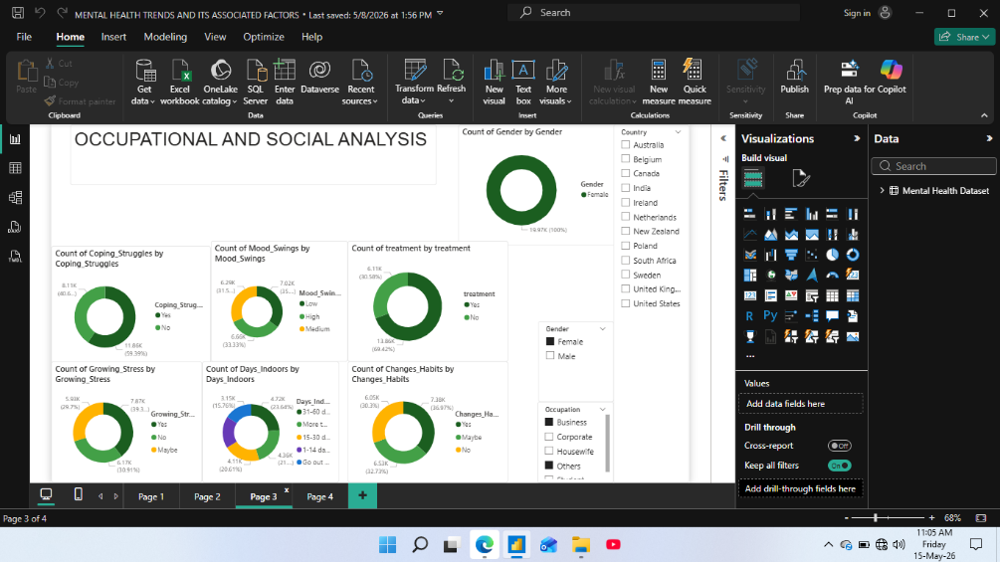 MENTAL HEALTH TRENDS AND ITS ASSOCIATED FACTORS • Last saved: 5/8/2026 at 1:56 PM
Search
Sign in
File
Home
Insert
Modeling
View
Optimize
Help
Share
Paste
Cut
Copy
Format painter
Clipboard
Get data
Excel workbook
OneLake catalog
SQL Server
Enter data
Dataverse
Recent sources
Data
Transform data
Refresh
Queries
New visual
Text box
More visuals
Insert
New visual calculation
New measure
Quick measure
Calculations
Sensitivity
Sensitivity
Publish
Share
Prep data for AI
Copilot
Copilot
OCCUPATIONAL AND SOCIAL ANALYSIS
Count of Gender by Gender
Gender
Female
19.97K (100%)
Country
Australia
Belgium
Canada
India
Ireland
Netherlands
New Zealand
Poland
South Africa
Sweden
United King...
United States
Count of Coping_Struggles by
Coping_Struggles
8.11K
(40.6...)
11.86K
(59.39%)
Coping_Strug...
Yes
No
Count of Mood_Swings by
Mood_Swings
6.29K
(31.5...)
7.02K
(35....)
6.66K
(33.33%)
Mood_Swin...
Low
High
Medium
Count of treatment by treatment
6.11K
(30.58%)
13.86K
(69.42%)
treatment
Yes
No
Gender
Female
Male
Count of Growing_Stress by
Growing_Stress
5.93K
(29.7%)
7.87K
(39.3...)
6.17K
(30.91%)
Growing_Str...
Yes
No
Maybe
Count of Days_Indoors by
Days_Indoors
3.15K
(15.76%)
4.72K
(23.64%)
4.11K
(20.61%)
4.36K
(21....)
Days_Ind...
31-60 d...
More t...
15-30 d...
1-14 da...
Go out ...
Count of Changes_Habits by
Changes_Habits
6.05K
(30.3%)
7.38K
(36.97%)
6.53K
(32.73%)
Changes_Ha...
Yes
Maybe
No
Occupation
Business
Corporate
Housewife
Others
Filters
Visualizations
Build visual
R
Py
123
...
Values
Add data fields here
Drill through
Cross-report
Off
Keep all filters
On
Add drill-through fields here
Data
Search
Mental Health Dataset
Page 1
Page 2
Page 3
x
Page 4
+
Page 3 of 4
- +
68%
11:05 AM
Friday
15-May-26